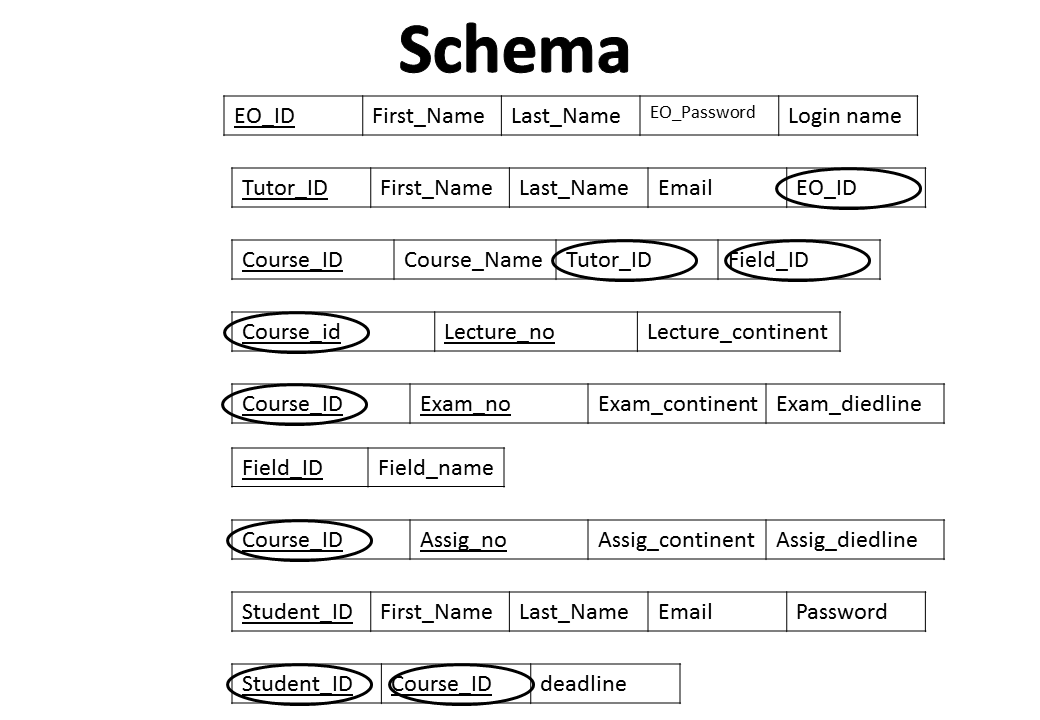 Schema
EO_ID First_Name Last_Name EO_Password Login name
Tutor_ID First_Name Last_Name Email EO_ID
Course_ID Course_Name Tutor_ID Field_ID
Course_id Lecture_no Lecture_continent
Course_ID Exam_no Exam_continent Exam_diedline
Field_ID Field_name
Course_ID Assig_no Assig_continent Assig_diedline
Student_ID First_Name Last_Name Email Password
Student_ID Course_ID deadline